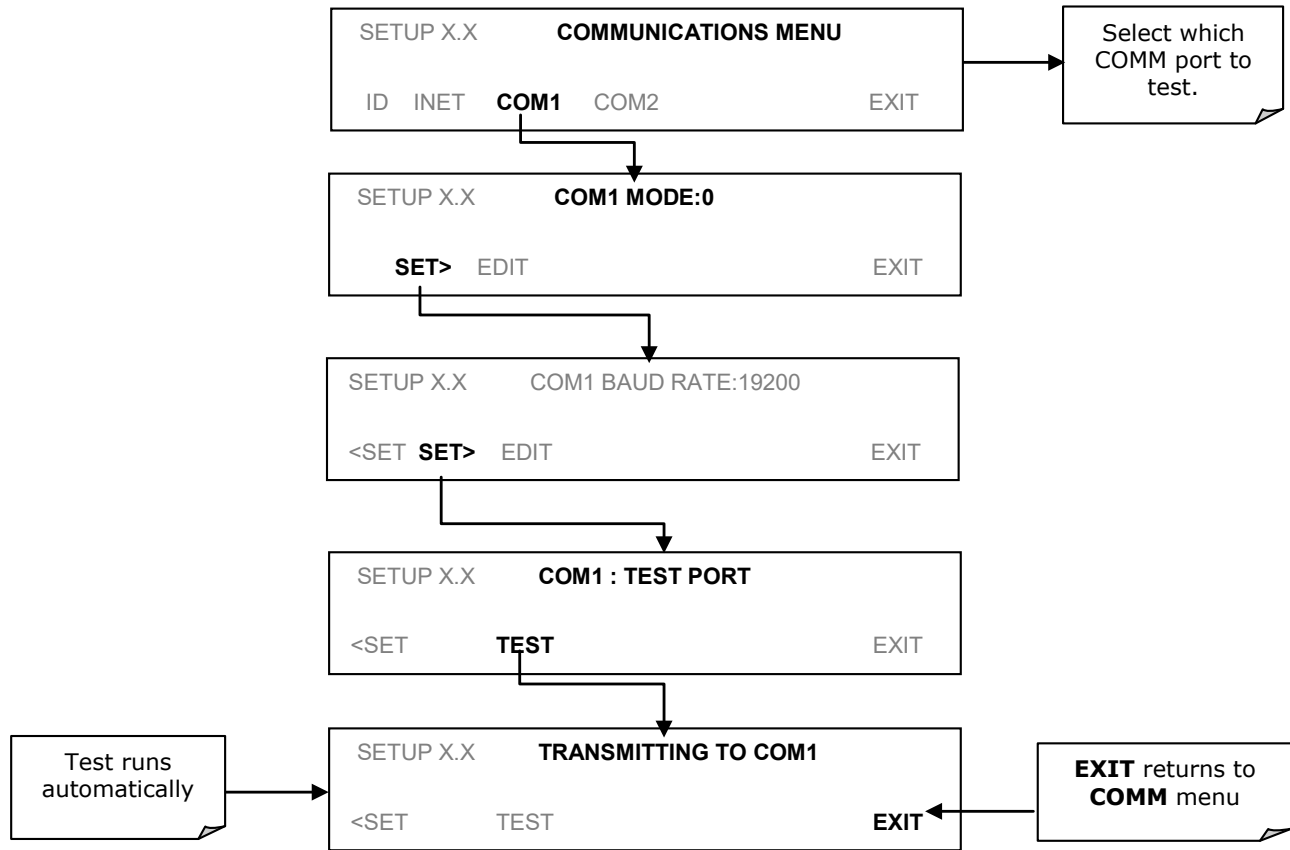 SETUP X.X COMMUNICATIONS MENU
ID INET COM1 COM2 EXIT
Select which
COMM port to
test.
SETUP X.X COM1 MODE:0
SET> EDIT EXIT
SETUP X.X COM1 BAUD RATE:19200
<SET SET> EDIT EXIT
SETUP X.X COM1 : TEST PORT
<SET TEST EXIT
Test runs
automatically
SETUP X.X TRANSMITTING TO COM1
<SET TEST EXIT
EXIT returns to
COMM menu